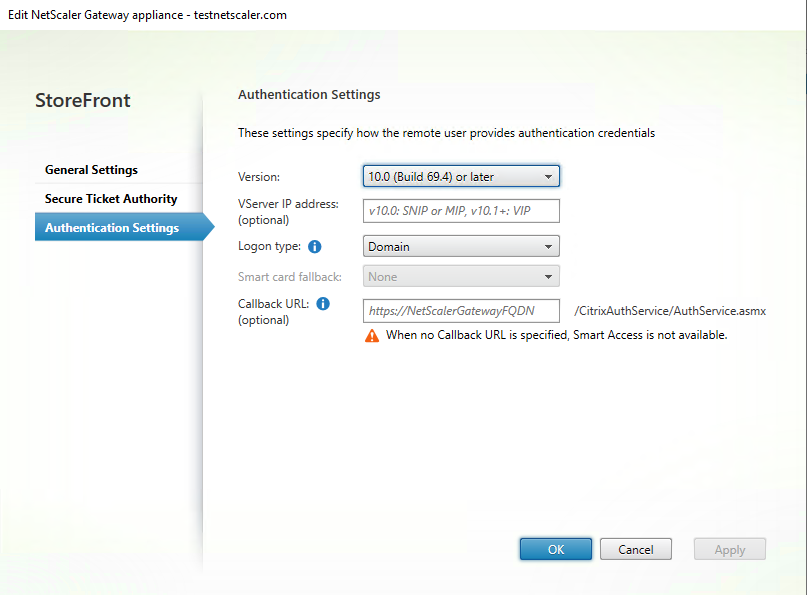 Edit NetScaler Gateway appliance - testnetscaler.com
StoreFront
General Settings
Secure Ticket Authority
Authentication Settings
Authentication Settings
These settings specify how the remote user provides authentication credentials
Version: 10.0 (Build 69.4) or later
VServer IP address: v10.0: SNIP or MIP, v10.1+: VIP
(optional)
Logon type: i Domain
Smart card fallback: None
Callback URL: i https://NetScalerGatewayFQDN /CitrixAuthService/AuthService.asmx
(optional)
When no Callback URL is specified, Smart Access is not available.
OK Cancel Apply